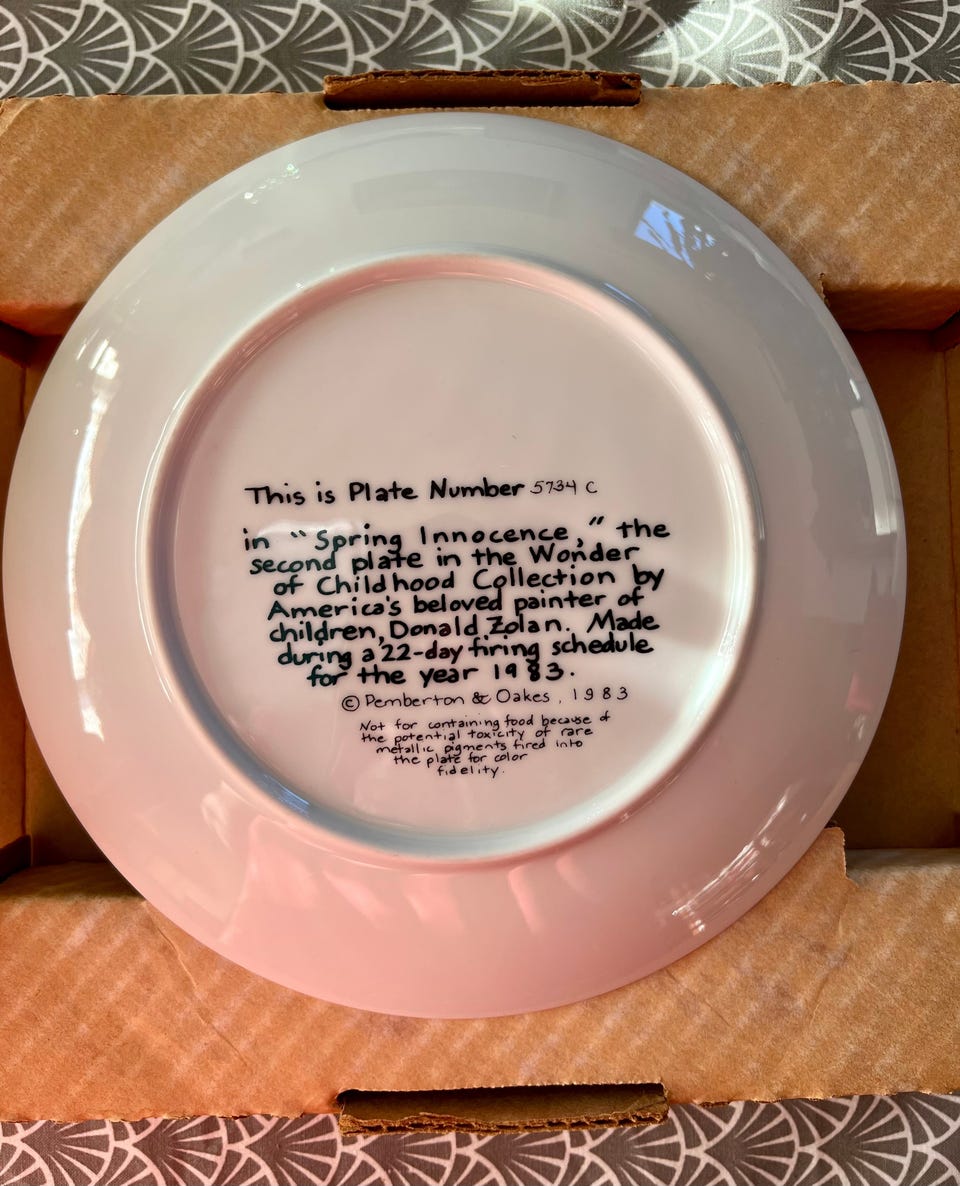 This is Plate Number 5734 C
in "Spring Innocence," the
second plate in the Wonder
of Childhood Collection by
America's beloved painter of
children, Donald Zolan. Made
during a 22-day firing schedule
for the year 1983.
© Pemberton & Oakes, 1983
Not for containing food because of
the potential toxicity of rare
metallic pigments fired into
the plate for color
fidelity.